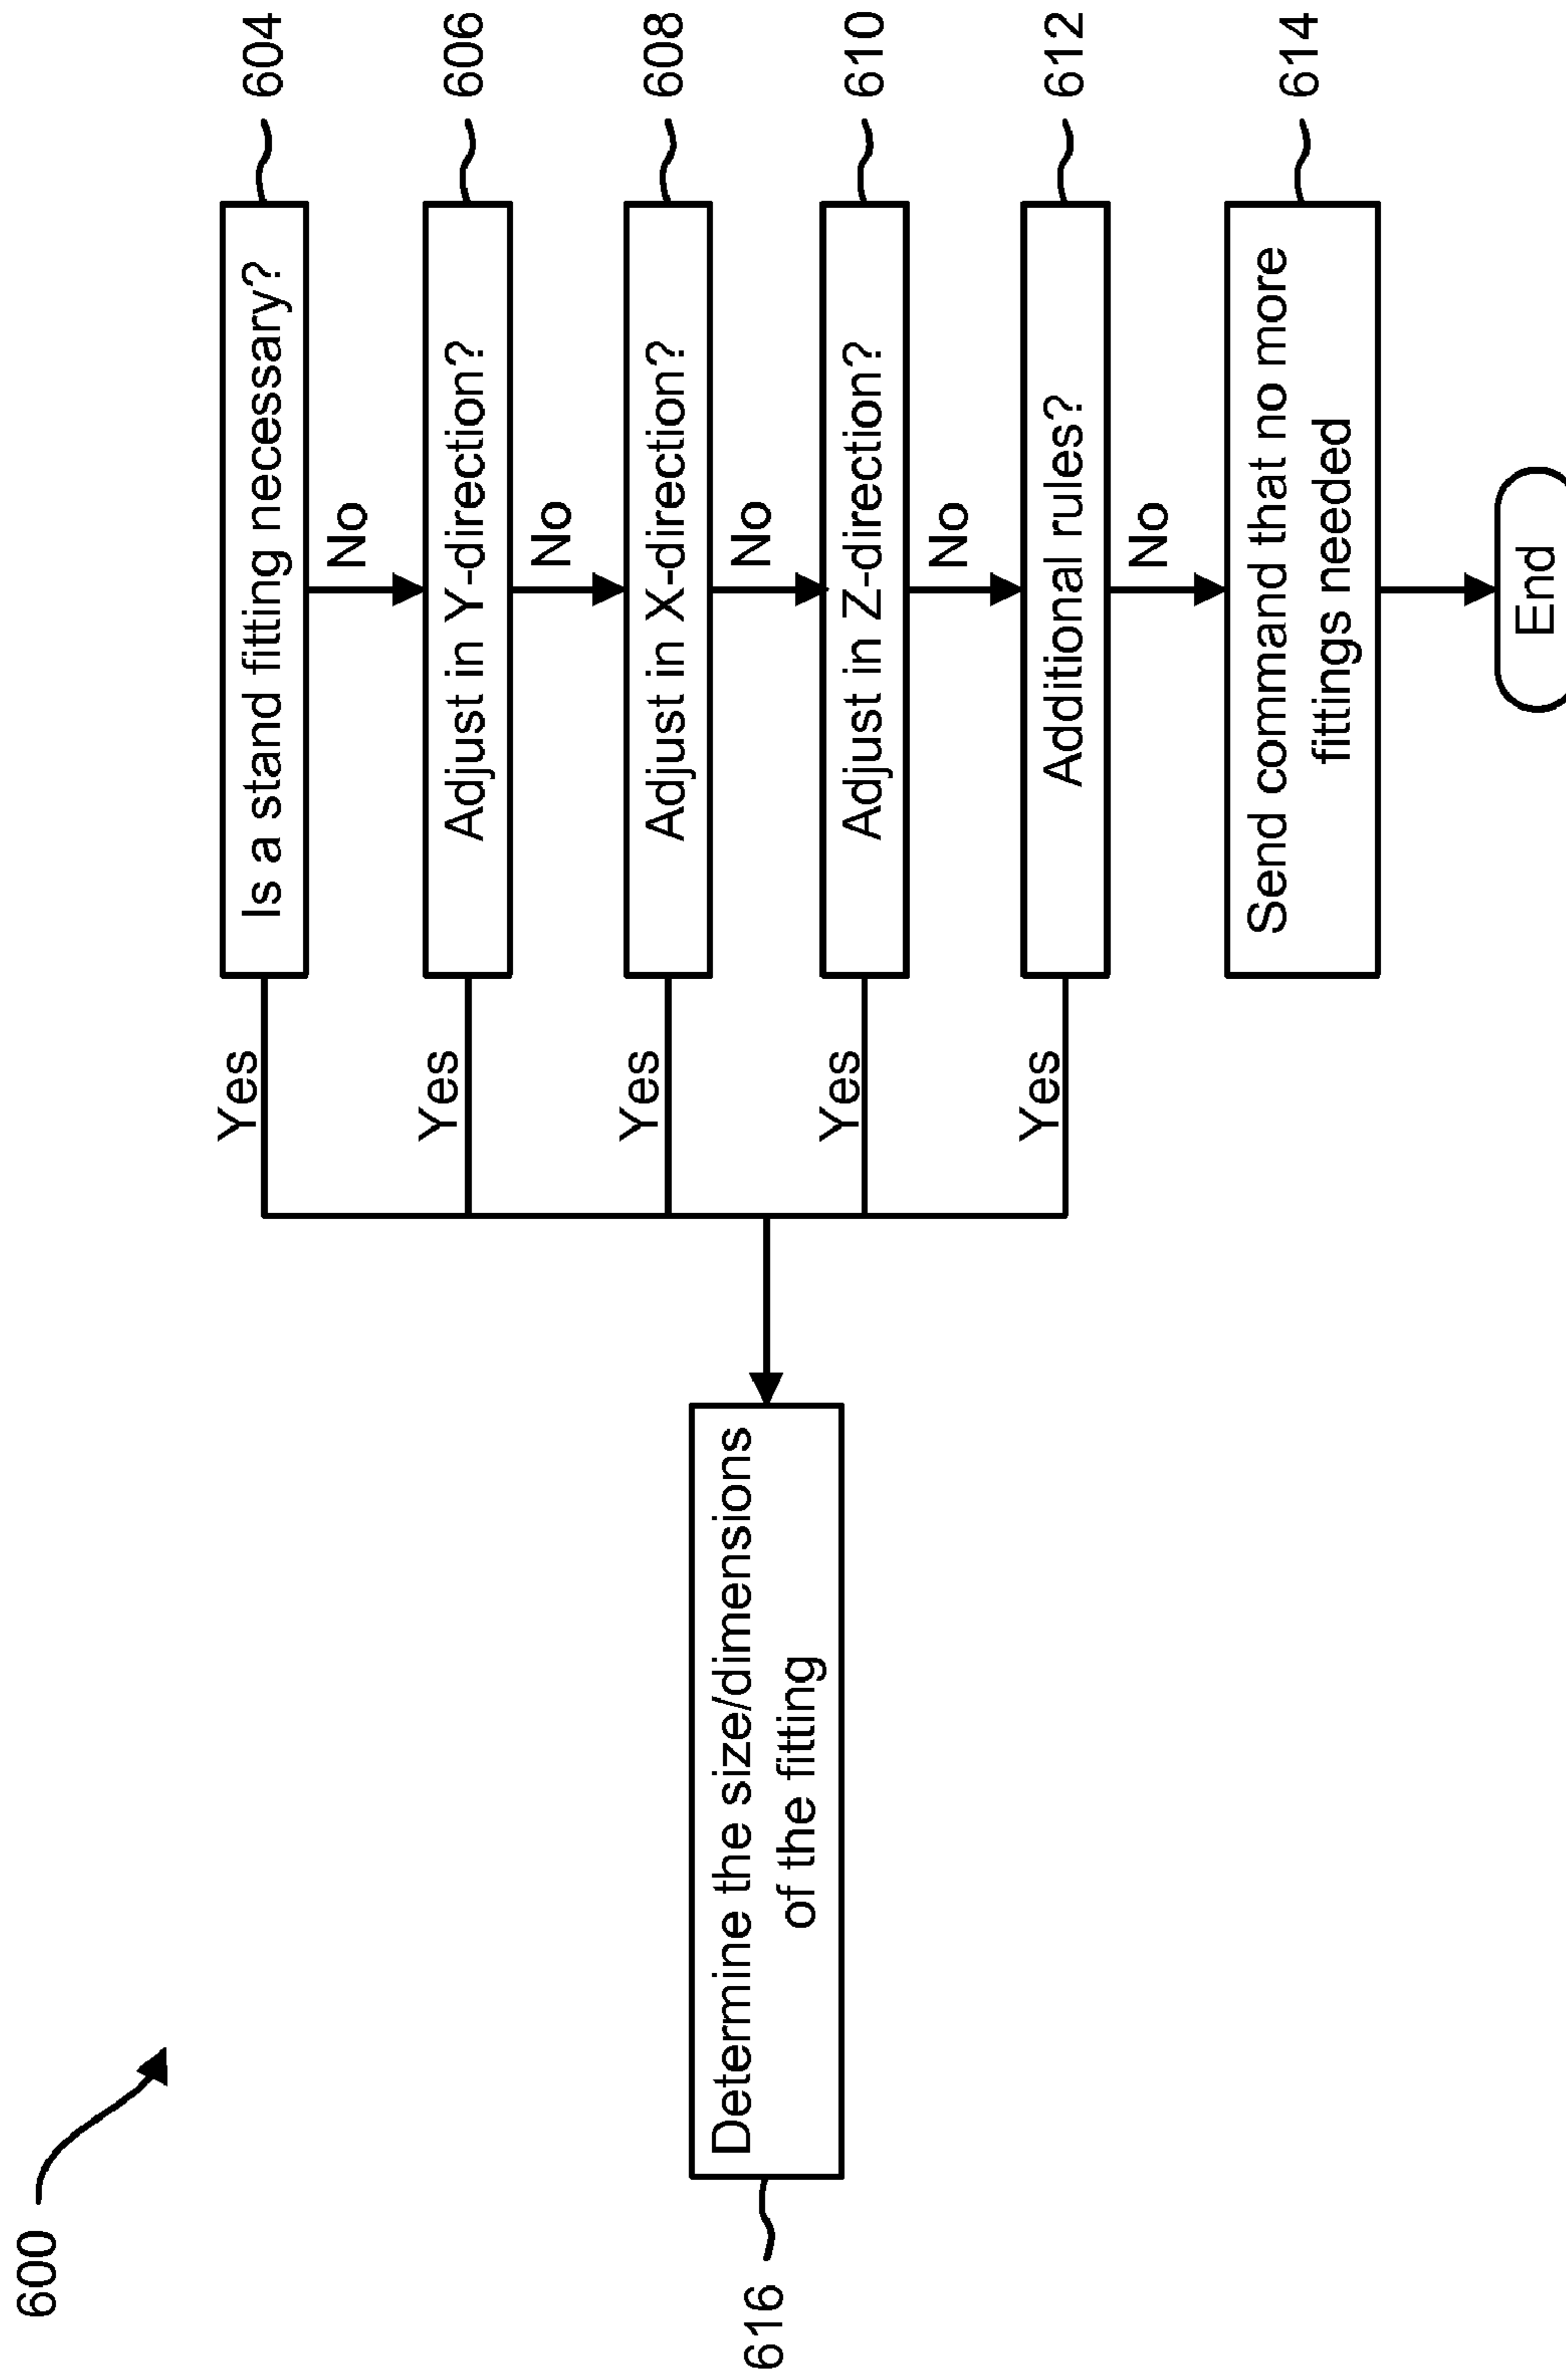 600
Is a stand fitting necessary?
604
Yes
No
Adjust in Y-direction?
606
Yes
No
Adjust in X-direction?
608
Yes
No
Adjust in Z-direction?
610
Yes
No
Additional rules?
612
Yes
No
Send command that no more
fittings needed
614
End
616
Determine the size/dimensions
of the fitting